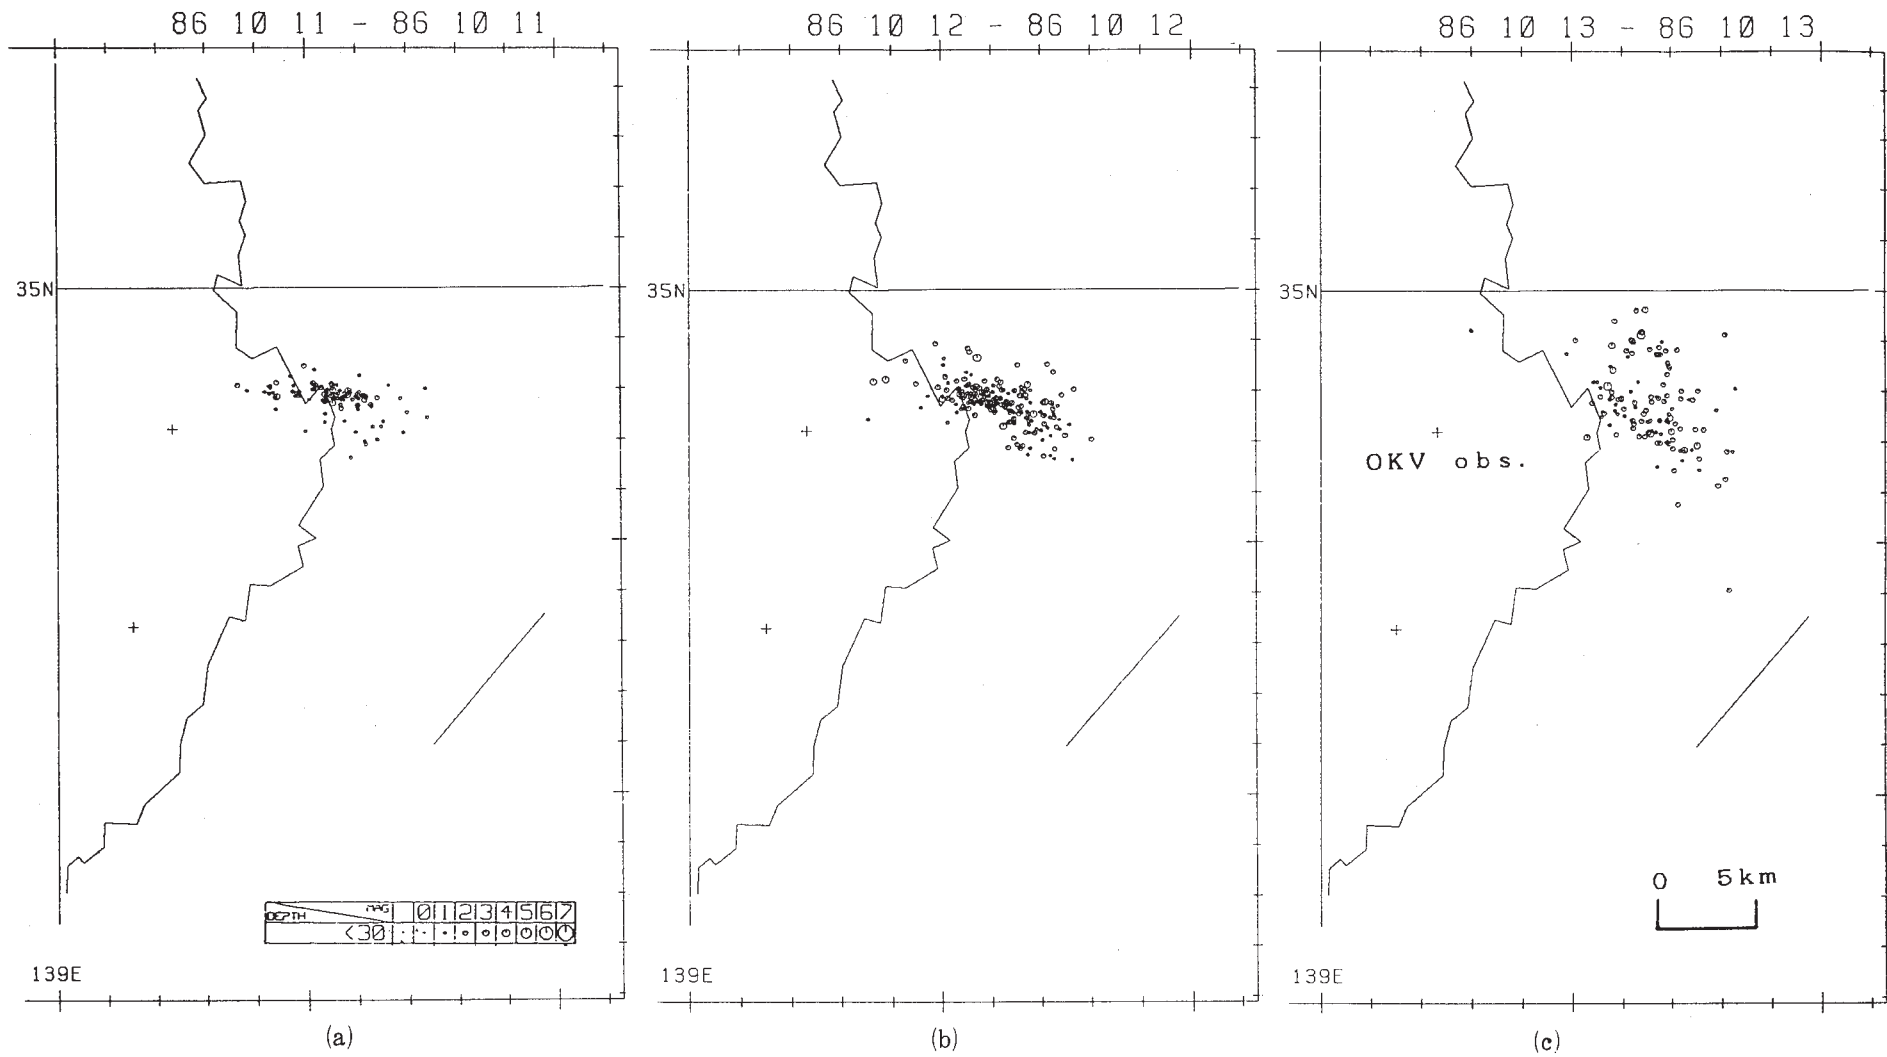 86 10 11 - 86 10 11
35N
DEPTH MAG 0 1 2 3 4 5 6 7
<30
139E
(a)
86 10 12 - 86 10 12
35N
139E
(b)
86 10 13 - 86 10 13
35N
OKV obs.
0 5km
139E
(c)